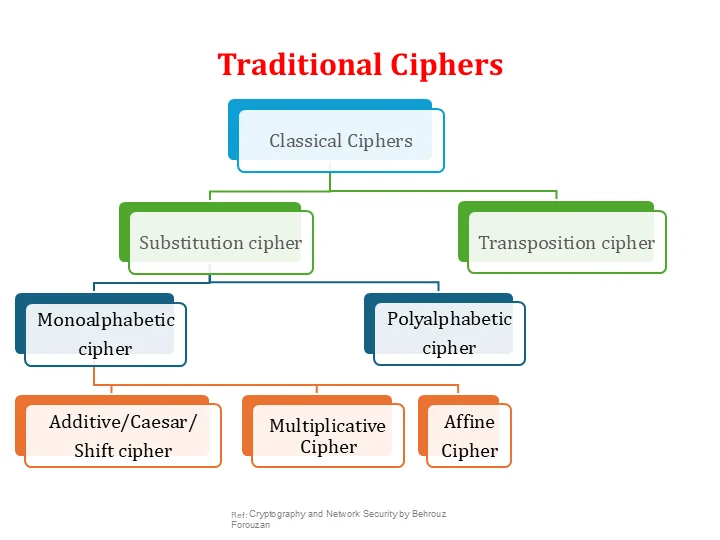 Traditional Ciphers
Classical Ciphers
Substitution cipher
Transposition cipher
Monoalphabetic
cipher
Polyalphabetic
cipher
Additive/Caesar/
Shift cipher
Multiplicative
Cipher
Affine
Cipher
Ref: Cryptography and Network Security by Behrouz
Forouzan